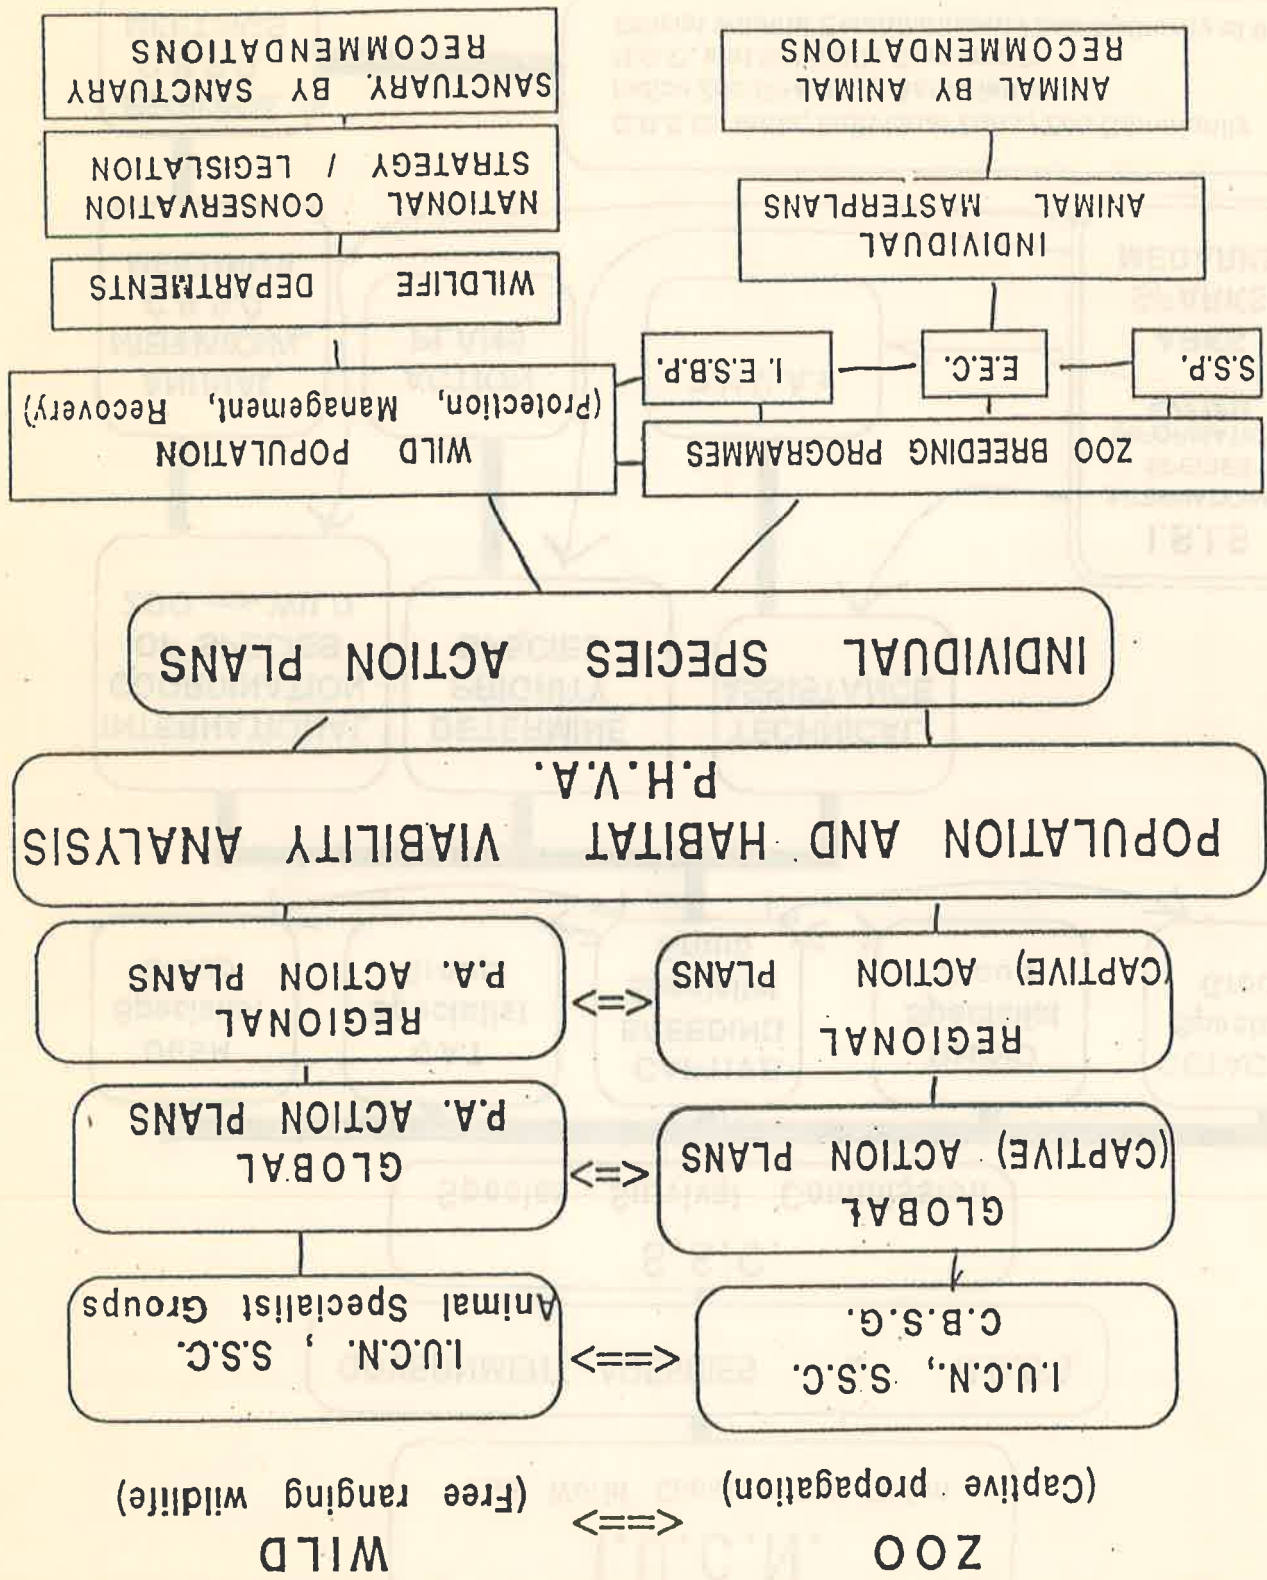 ZOO <==> WILD
(Captive propagation) (Free ranging wildlife)
I.U.C.N., S.S.C.
C.B.S.G.
<==>
I.U.C.N. , S.S.C.
Animal Specialist Groups
GLOBAL
(CAPTIVE) ACTION PLANS
<=>
GLOBAL
P.A. ACTION PLANS
REGIONAL
(CAPTIVE) ACTION PLANS
<=>
REGIONAL
P.A. ACTION PLANS
POPULATION AND HABITAT VIABILITY ANALYSIS
P.H.V.A.
INDIVIDUAL SPECIES ACTION PLANS
ZOO BREEDING PROGRAMMES
WILD POPULATION
(Protection, Management, Recovery)
S.S.P.
E.E.C.
I.E.S.B.P.
WILDLIFE DEPARTMENTS
INDIVIDUAL
ANIMAL MASTERPLANS
NATIONAL CONSERVATION
STRATEGY / LEGISLATION
ANIMAL BY ANIMAL
RECOMMENDATIONS
SANCTUARY BY SANCTUARY
RECOMMENDATIONS